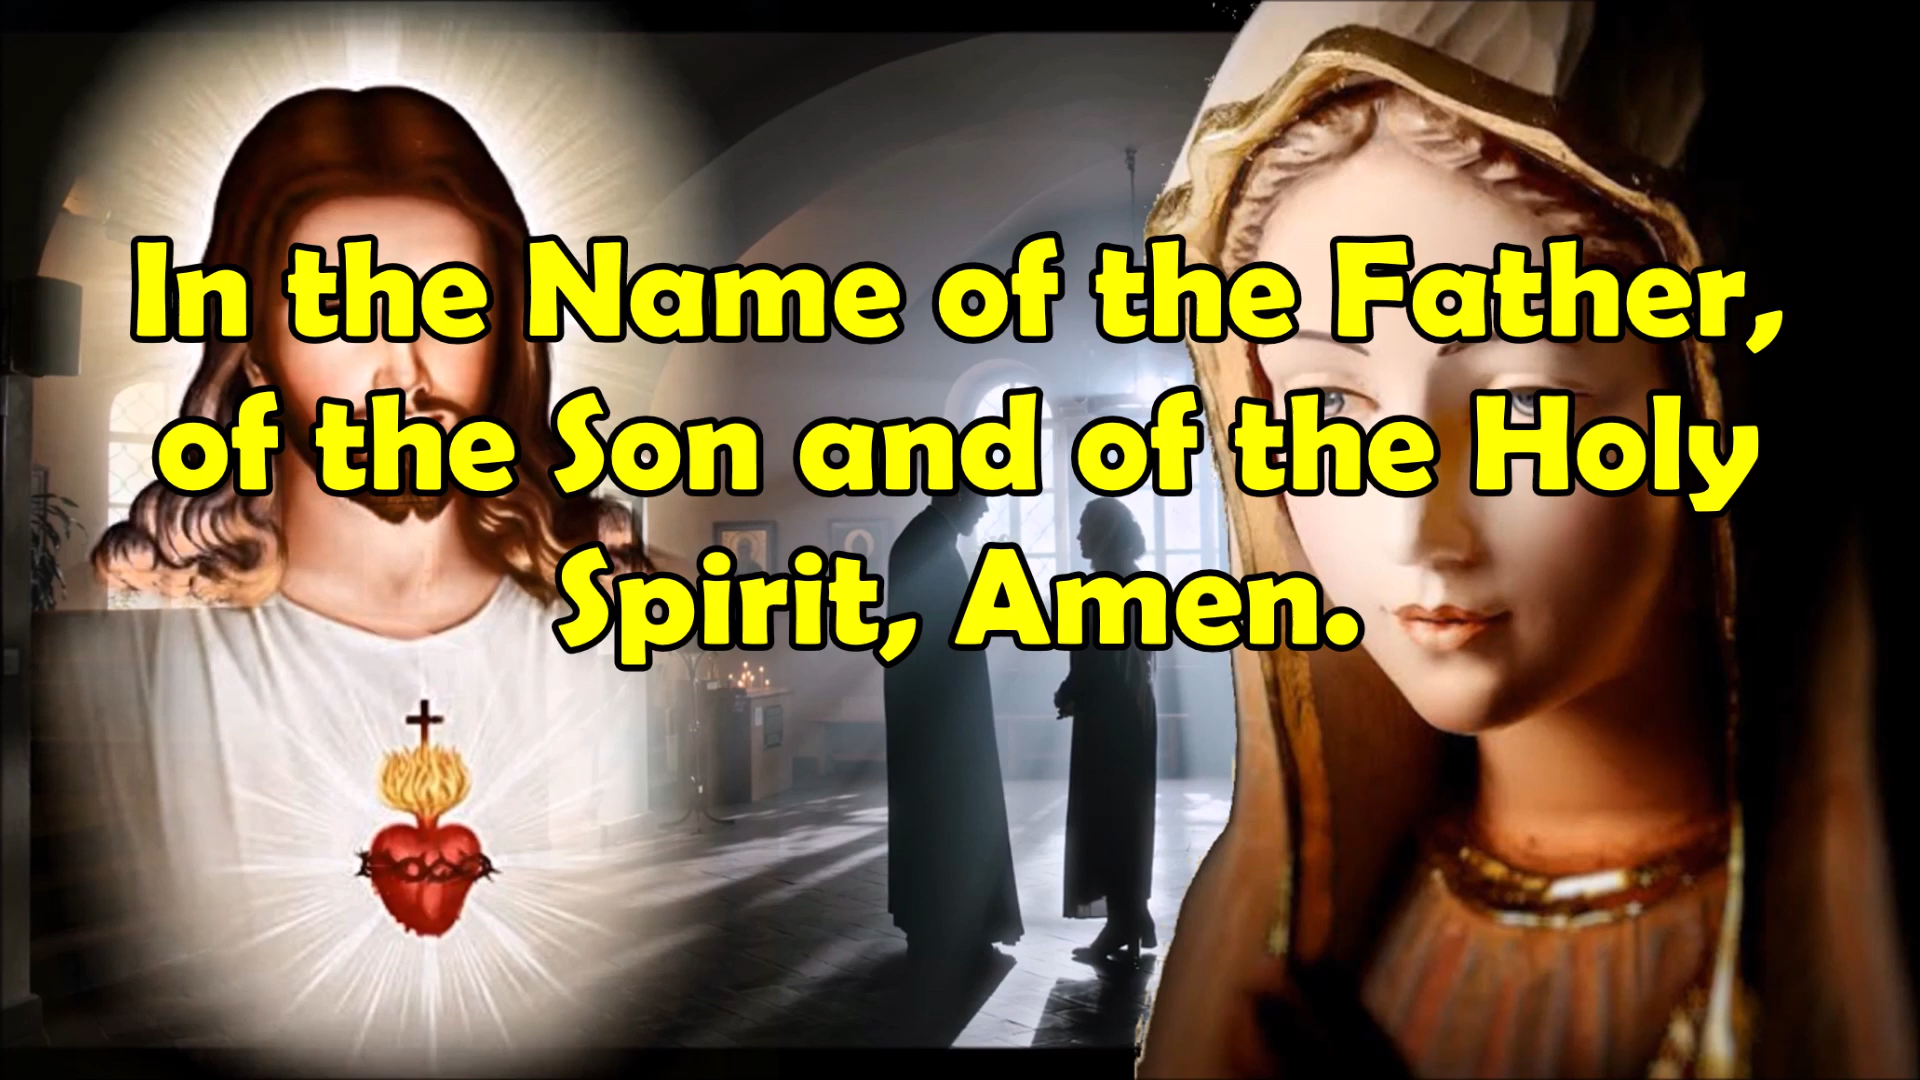 In the Name of the Father,
of the Son and of the Holy
Spirit, Amen.